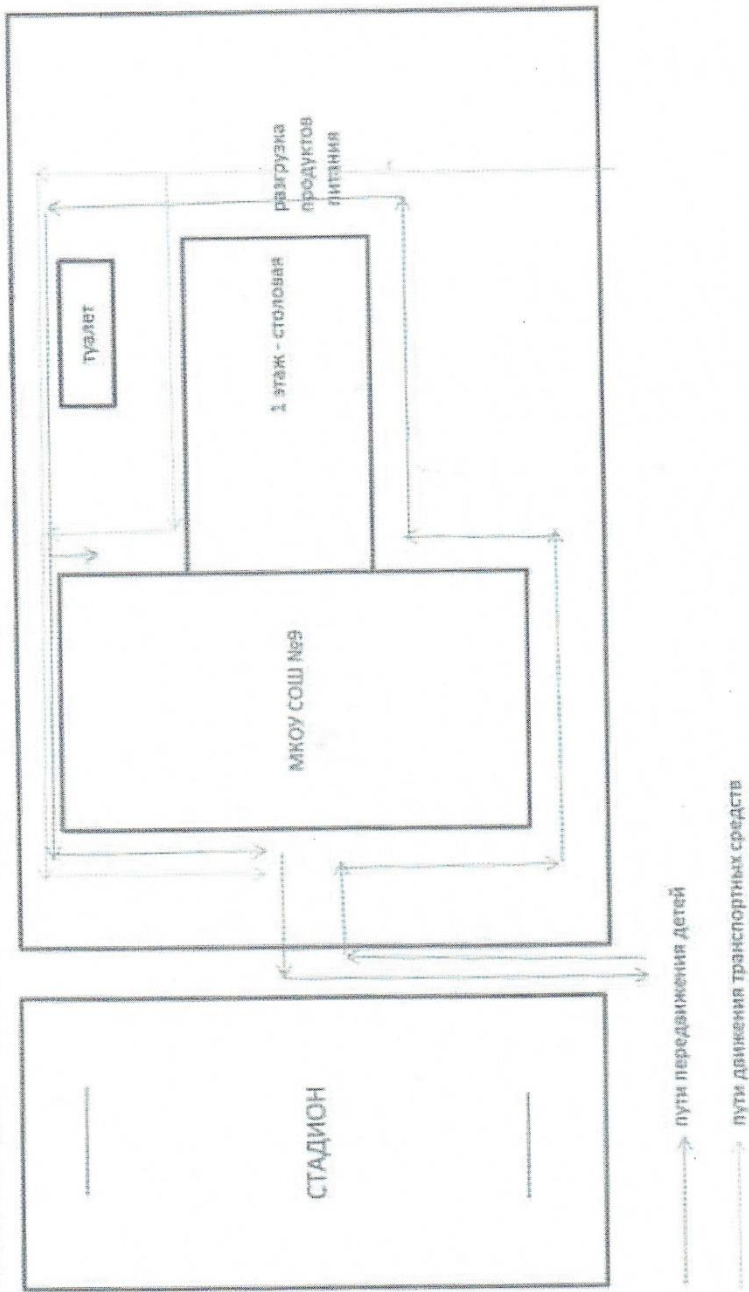 СТАДИОН
МКОУ СОШ №9
1 этаж - столовая
туалет
разгрузка
продуктов
питания
пути передвижения детей
пути движения транспортных средств